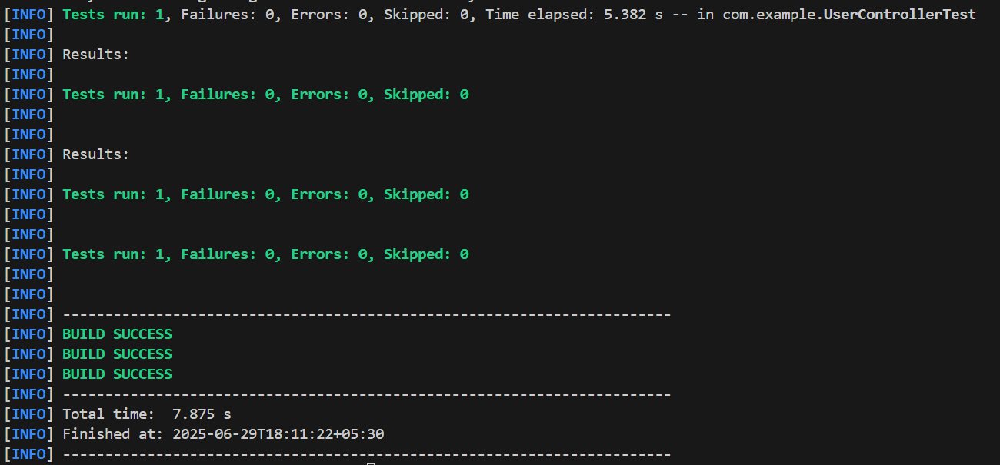 [INFO] Tests run: 1, Failures: 0, Errors: 0, Skipped: 0, Time elapsed: 5.382 s -- in com.example.UserControllerTest
[INFO]
[INFO] Results:
[INFO]
[INFO] Tests run: 1, Failures: 0, Errors: 0, Skipped: 0
[INFO]
[INFO]
[INFO] Results:
[INFO]
[INFO] Tests run: 1, Failures: 0, Errors: 0, Skipped: 0
[INFO]
[INFO]
[INFO] Tests run: 1, Failures: 0, Errors: 0, Skipped: 0
[INFO]
[INFO]
[INFO] ------------------------------------------------------------------------
[INFO] BUILD SUCCESS
[INFO] BUILD SUCCESS
[INFO] BUILD SUCCESS
[INFO] ------------------------------------------------------------------------
[INFO] Total time:  7.875 s
[INFO] Finished at: 2025-06-29T18:11:22+05:30
[INFO] ------------------------------------------------------------------------